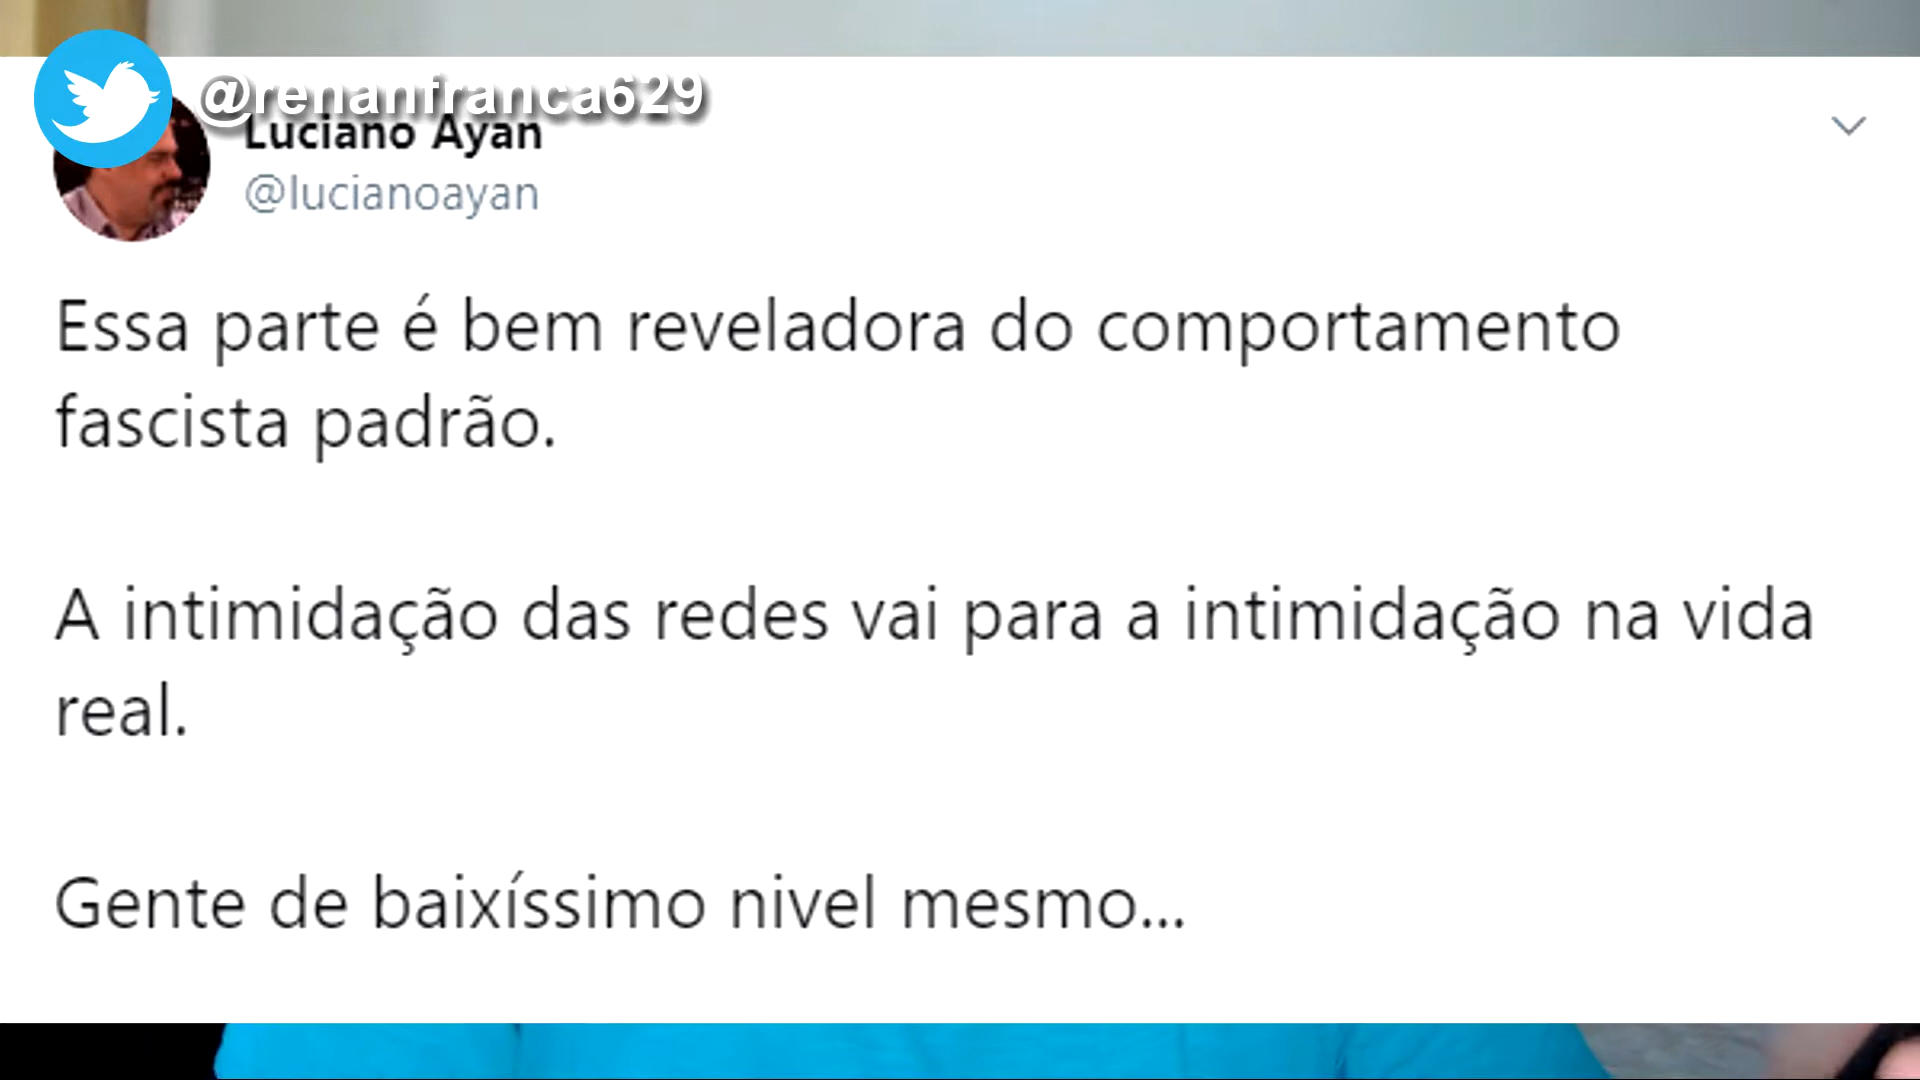 @renanfranca629
Luciano Ayan
@lucianoayan
Essa parte é bem reveladora do comportamento
fascista padrão.
A intimidação das redes vai para a intimidação na vida
real.
Gente de baixíssimo nivel mesmo...